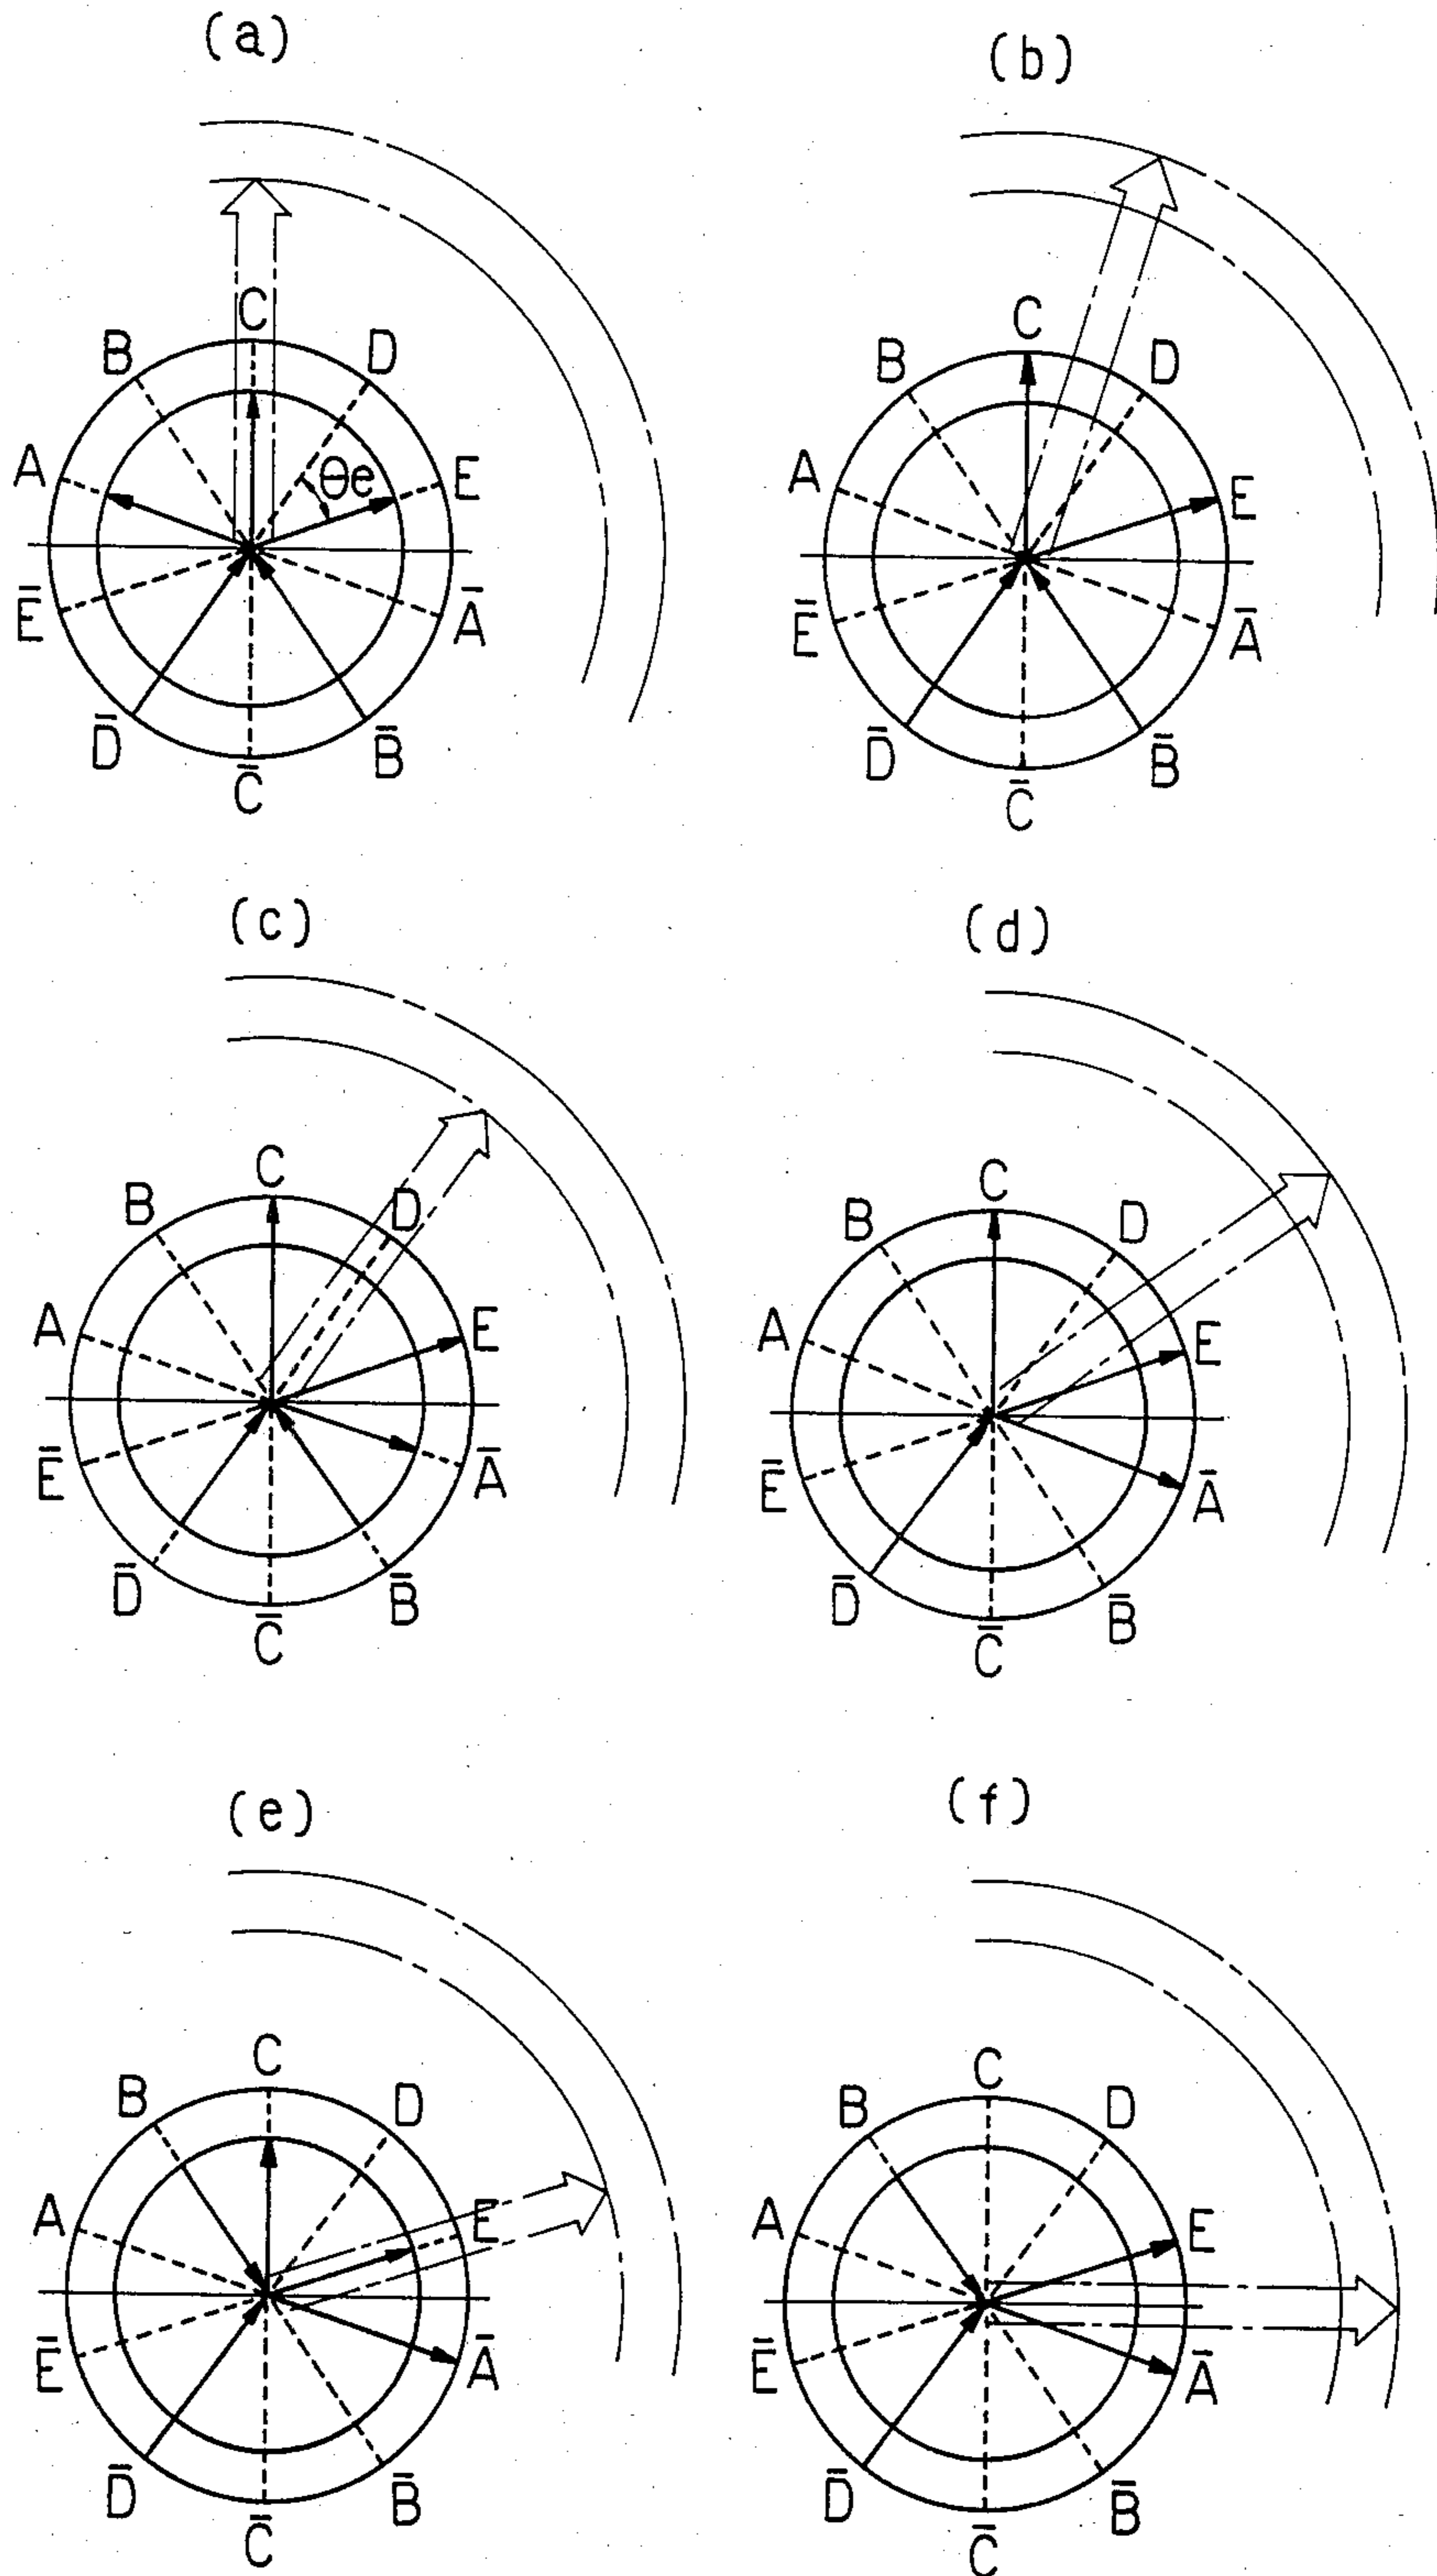 (a)
C
B
D
A
θe
E
Ē
Ā
D̄
B̄
C̄
(b)
C
B
D
A
E
Ē
Ā
D̄
B̄
C̄
(c)
C
B
D
A
E
Ē
Ā
D̄
B̄
C̄
(d)
C
B
D
A
E
Ē
Ā
D̄
B̄
C̄
(e)
C
B
D
A
E
Ē
Ā
D̄
B̄
C̄
(f)
C
B
D
A
E
Ē
Ā
D̄
B̄
C̄